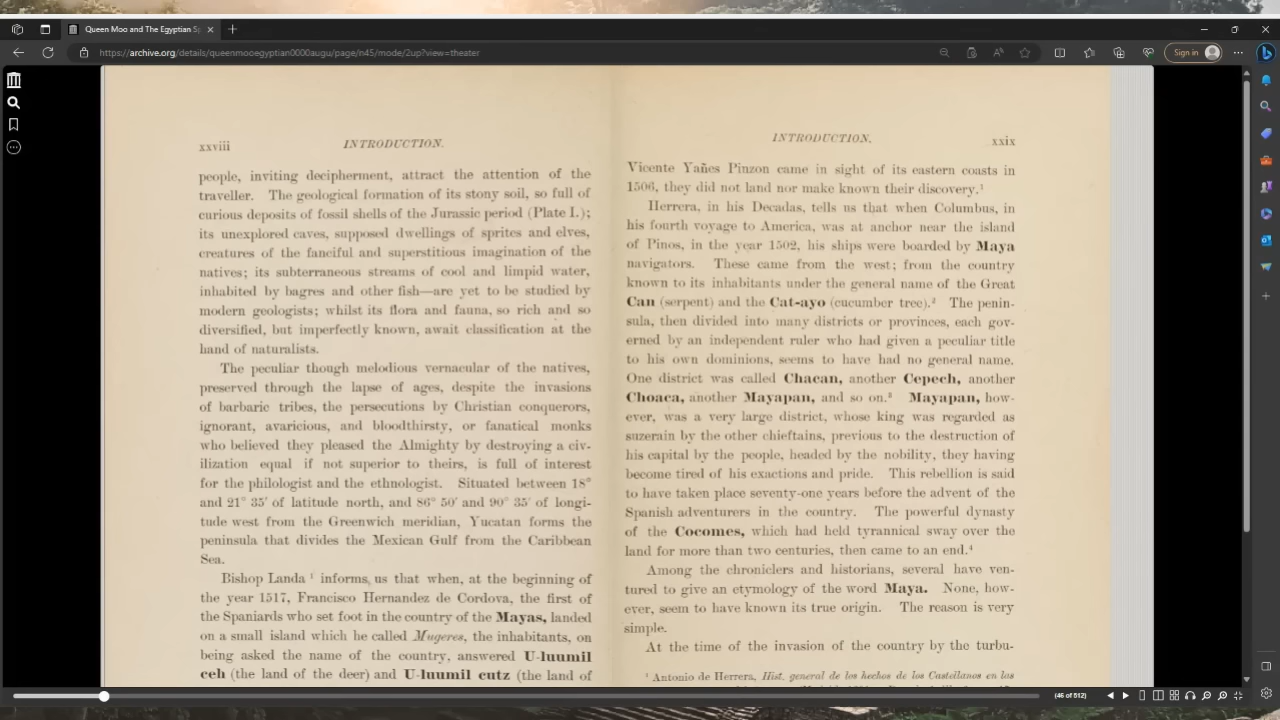 Queen Moo and The Egyptian S
https://archive.org/details/queenmooegyptian0000augu/page/n45/mode/2up?view=theater
Sign in
xxviii
INTRODUCTION.
people, inviting decipherment, attract the attention of the
traveller. The geological formation of its stony soil, so full of
curious deposits of fossil shells of the Jurassic period (Plate I.);
its unexplored caves, supposed dwellings of sprites and elves,
creatures of the fanciful and superstitious imagination of the
natives; its subterraneous streams of cool and limpid water,
inhabited by bagres and other fish—are yet to be studied by
modern geologists; whilst its flora and fauna, so rich and so
diversified, but imperfectly known, await classification at the
hand of naturalists.
The peculiar though melodious vernacular of the natives,
preserved through the lapse of ages, despite the invasions
of barbaric tribes, the persecutions by Christian conquerors,
ignorant, avaricious, and bloodthirsty, or fanatical monks
who believed they pleased the Almighty by destroying a civ-
ilization equal if not superior to theirs, is full of interest
for the philologist and the ethnologist. Situated between 18°
and 21° 35′ of latitude north, and 86° 50′ and 90° 35′ of longi-
tude west from the Greenwich meridian, Yucatan forms the
peninsula that divides the Mexican Gulf from the Caribbean
Sea.
Bishop Landa ¹ informs us that when, at the beginning of
the year 1517, Francisco Hernandez de Cordova, the first of
the Spaniards who set foot in the country of the Mayas, landed
on a small island which he called Mugeres, the inhabitants, on
being asked the name of the country, answered U-luumil
ceh (the land of the deer) and U-luumil cutz (the land of
INTRODUCTION.
xxix
Vicente Yañes Pinzon came in sight of its eastern coasts in
1506, they did not land nor make known their discovery.¹
Herrera, in his Decadas, tells us that when Columbus, in
his fourth voyage to America, was at anchor near the island
of Pinos, in the year 1502, his ships were boarded by Maya
navigators. These came from the west; from the country
known to its inhabitants under the general name of the Great
Can (serpent) and the Cat-ayo (cucumber tree).² The penin-
sula, then divided into many districts or provinces, each gov-
erned by an independent ruler who had given a peculiar title
to his own dominions, seems to have had no general name.
One district was called Chacan, another Cepech, another
Choaca, another Mayapan, and so on.³ Mayapan, how-
ever, was a very large district, whose king was regarded as
suzerain by the other chieftains, previous to the destruction of
his capital by the people, headed by the nobility, they having
become tired of his exactions and pride. This rebellion is said
to have taken place seventy-one years before the advent of the
Spanish adventurers in the country. The powerful dynasty
of the Cocomes, which had held tyrannical sway over the
land for more than two centuries, then came to an end.⁴
Among the chroniclers and historians, several have ven-
tured to give an etymology of the word Maya. None, how-
ever, seem to have known its true origin. The reason is very
simple.
At the time of the invasion of the country by the turbu-
¹ Antonio de Herrera, Hist. general de los hechos de los Castellanos en las
(46 of 512)